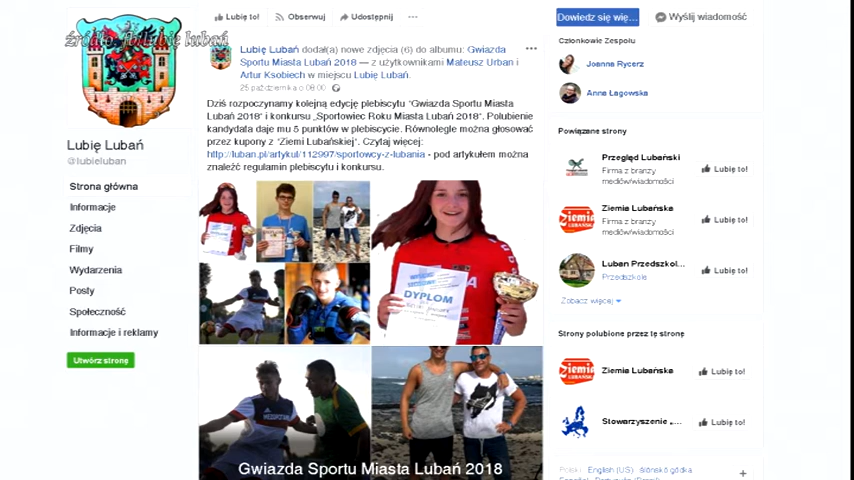 źródło: fb lubię lubań
Lubię Lubań
@lubieluban
Strona główna
Informacje
Zdjęcia
Filmy
Wydarzenia
Posty
Społeczność
Informacje i reklamy
Utwórz stronę
Lubię to! Obserwuj Udostępnij ...
Lubię Lubań dodał(a) nowe zdjęcia (6) do albumu: Gwiazda
Sportu Miasta Lubań 2018 — z użytkownikami Mateusz Urban i
Artur Ksobiech w miejscu Lubię Lubań.
25 października o 08:00
Dziś rozpoczynamy kolejną edycję plebiscytu "Gwiazda Sportu Miasta
Lubań 2018" i konkursu „Sportowiec Roku Miasta Lubań 2018". Polubienie
kandydata daje mu 5 punktów w plebiscycie. Równolegle można głosować
przez kupony z "Ziemi Lubańskiej". Czytaj więcej:
http://luban.pl/artykul/112997/sportowcy-z-lubania - pod artykułem można
znaleźć regulamin plebiscytu i konkursu.
DYPLOM
Gwiazda Sportu Miasta Lubań 2018
Dowiedz się wię... Wyślij wiadomość
Członkowie Zespołu
Joanna Rycerz
Anna Łagowska
Powiązane strony
Przegląd Lubański
Firma z branży
mediów/wiadomości
Lubię to!
Ziemia Lubańska
Firma z branży
mediów/wiadomości
Lubię to!
Luban Przedszkol...
Przedszkole
Lubię to!
Zobacz więcej
Strony polubione przez tę stronę
Ziemia Lubańska Lubię to!
Stowarzyszenie „... Lubię to!
Polski · English (US) · ślōnskŏ gŏdka ·
Español · Português (Brasil)